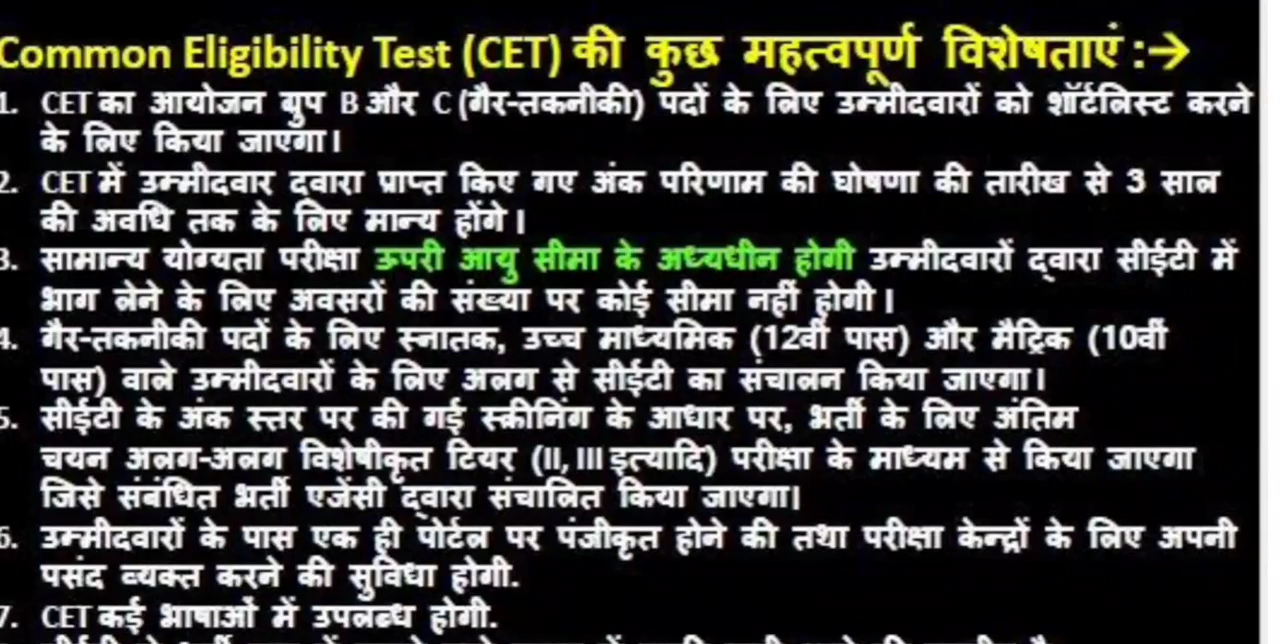 Common Eligibility Test (CET) की कुछ महत्वपूर्ण विशेषताएं :→
1. CET का आयोजन ग्रुप B और C (गैर-तकनीकी) पदों के लिए उम्मीदवारों को शॉर्टलिस्ट करने
के लिए किया जाएगा।
2. CET में उम्मीदवार द्वारा प्राप्त किए गए अंक परिणाम की घोषणा की तारीख से 3 साल
की अवधि तक के लिए मान्य होंगे।
3. सामान्य योग्यता परीक्षा ऊपरी आयु सीमा के अध्यधीन होगी उम्मीदवारों द्वारा सीईटी में
भाग लेने के लिए अवसरों की संख्या पर कोई सीमा नहीं होगी।
4. गैर-तकनीकी पदों के लिए स्नातक, उच्च माध्यमिक (12वीं पास) और मैट्रिक (10वीं
पास) वाले उम्मीदवारों के लिए अलग से सीईटी का संचालन किया जाएगा।
5. सीईटी के अंक स्तर पर की गई स्क्रीनिंग के आधार पर, भर्ती के लिए अंतिम
चयन अलग-अलग विशेषीकृत टियर (II, III इत्यादि) परीक्षा के माध्यम से किया जाएगा
जिसे संबंधित भर्ती एजेंसी द्वारा संचालित किया जाएगा।
6. उम्मीदवारों के पास एक ही पोर्टल पर पंजीकृत होने की तथा परीक्षा केन्द्रों के लिए अपनी
पसंद व्यक्त करने की सुविधा होगी.
7. CET कई भाषाओं में उपलब्ध होगी.